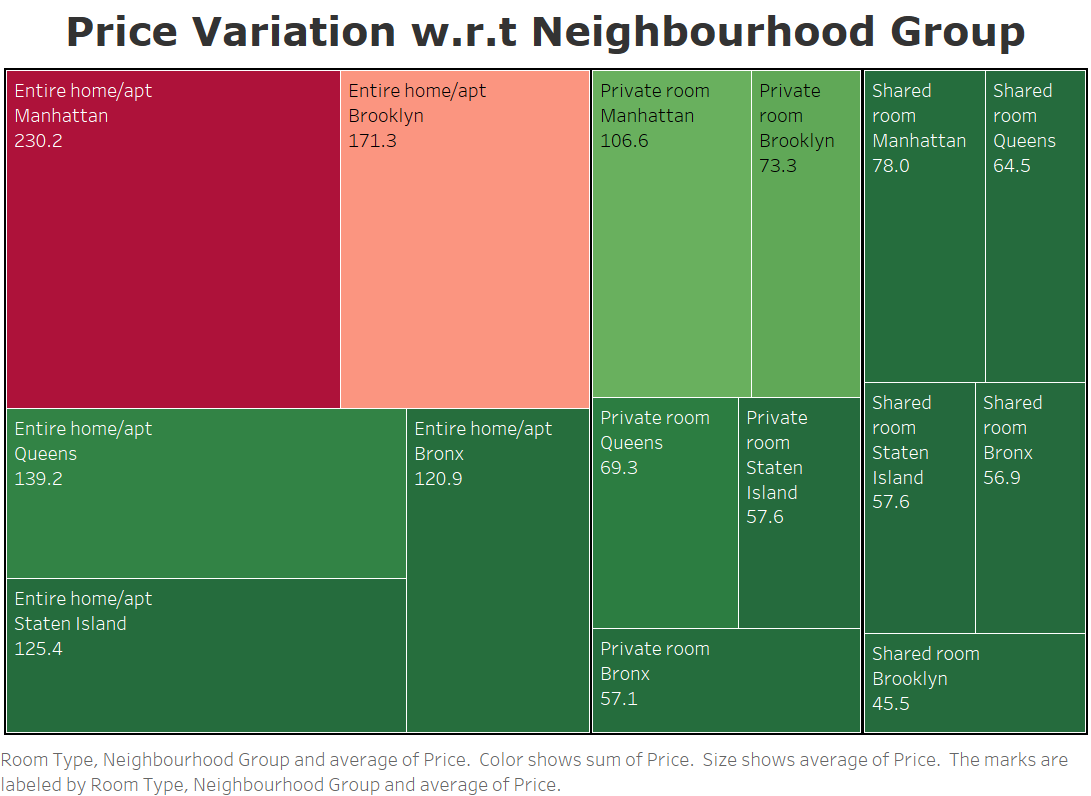 Price Variation w.r.t Neighbourhood Group
Entire home/apt
Manhattan
230.2
Entire home/apt
Brooklyn
171.3
Entire home/apt
Queens
139.2
Entire home/apt
Bronx
120.9
Entire home/apt
Staten Island
125.4
Private room
Manhattan
106.6
Private
room
Brooklyn
73.3
Private room
Queens
69.3
Private
room
Staten
Island
57.6
Private room
Bronx
57.1
Shared
room
Manhattan
78.0
Shared
room
Queens
64.5
Shared
room
Staten
Island
57.6
Shared
room
Bronx
56.9
Shared room
Brooklyn
45.5
Room Type, Neighbourhood Group and average of Price.  Color shows sum of Price.  Size shows average of Price.  The marks are
labeled by Room Type, Neighbourhood Group and average of Price.